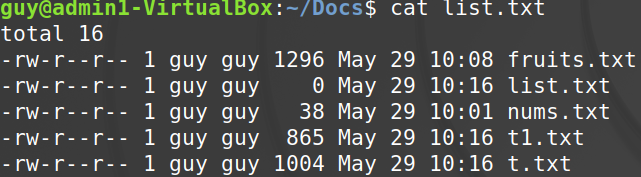 guy@admin1-VirtualBox:~/Docs$ cat list.txt
total 16
-rw-r--r-- 1 guy guy 1296 May 29 10:08 fruits.txt
-rw-r--r-- 1 guy guy    0 May 29 10:16 list.txt
-rw-r--r-- 1 guy guy   38 May 29 10:01 nums.txt
-rw-r--r-- 1 guy guy  865 May 29 10:16 t1.txt
-rw-r--r-- 1 guy guy 1004 May 29 10:16 t.txt